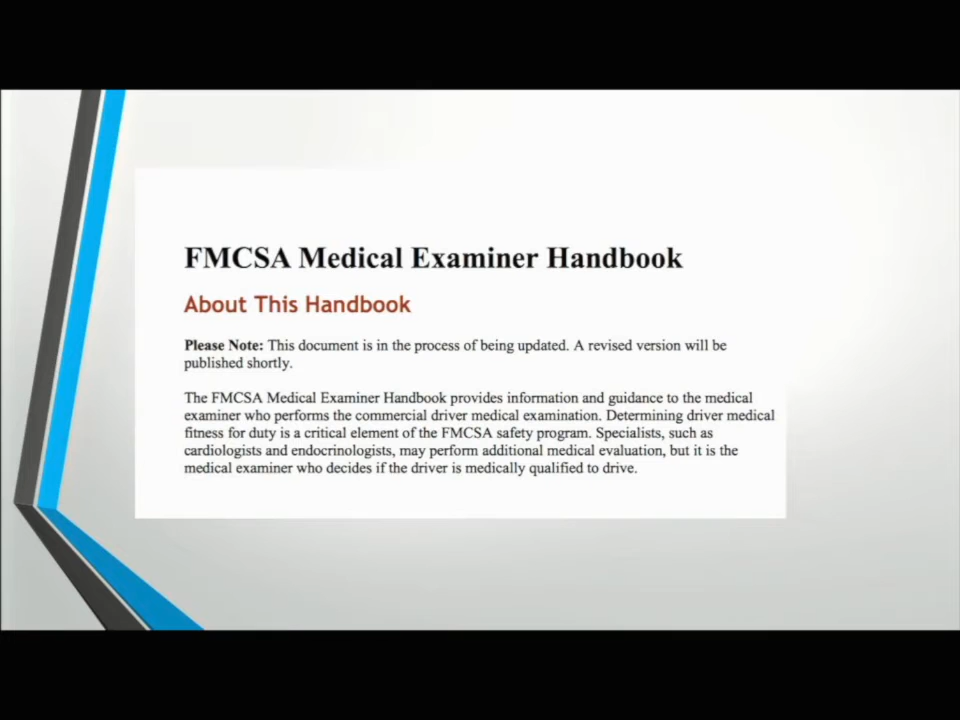 FMCSA Medical Examiner Handbook
About This Handbook
Please Note: This document is in the process of being updated. A revised version will be
published shortly.
The FMCSA Medical Examiner Handbook provides information and guidance to the medical
examiner who performs the commercial driver medical examination. Determining driver medical
fitness for duty is a critical element of the FMCSA safety program. Specialists, such as
cardiologists and endocrinologists, may perform additional medical evaluation, but it is the
medical examiner who decides if the driver is medically qualified to drive.